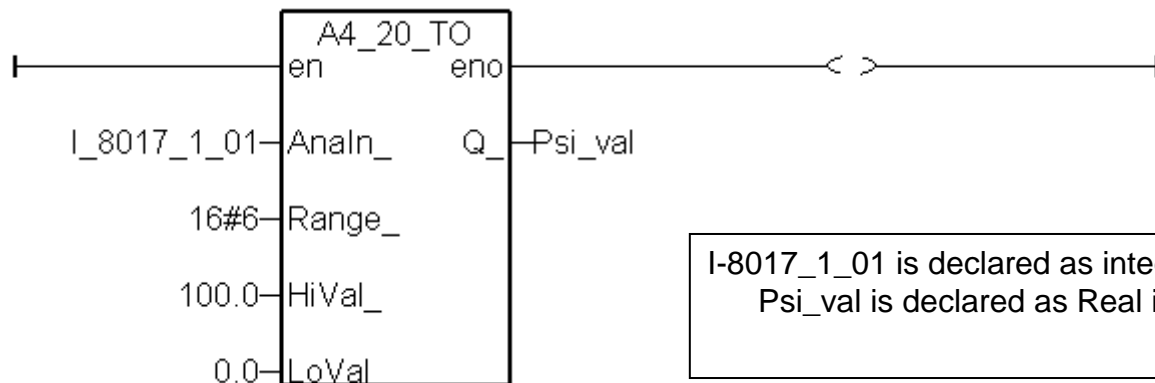 A4_20_TO
en eno
I_8017_1_01 AnaIn_ Q_ Psi_val
16#6 Range_
100.0 HiVal_
0.0 LoVal
I-8017_1_01 is declared as
Psi_val is declared as Real